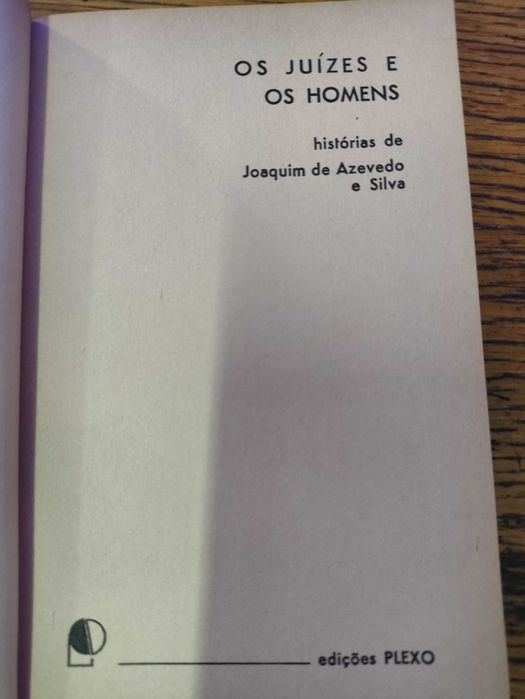 OS JUÍZES E
OS HOMENS
histórias de
Joaquim de Azevedo
e Silva
edições PLEXO